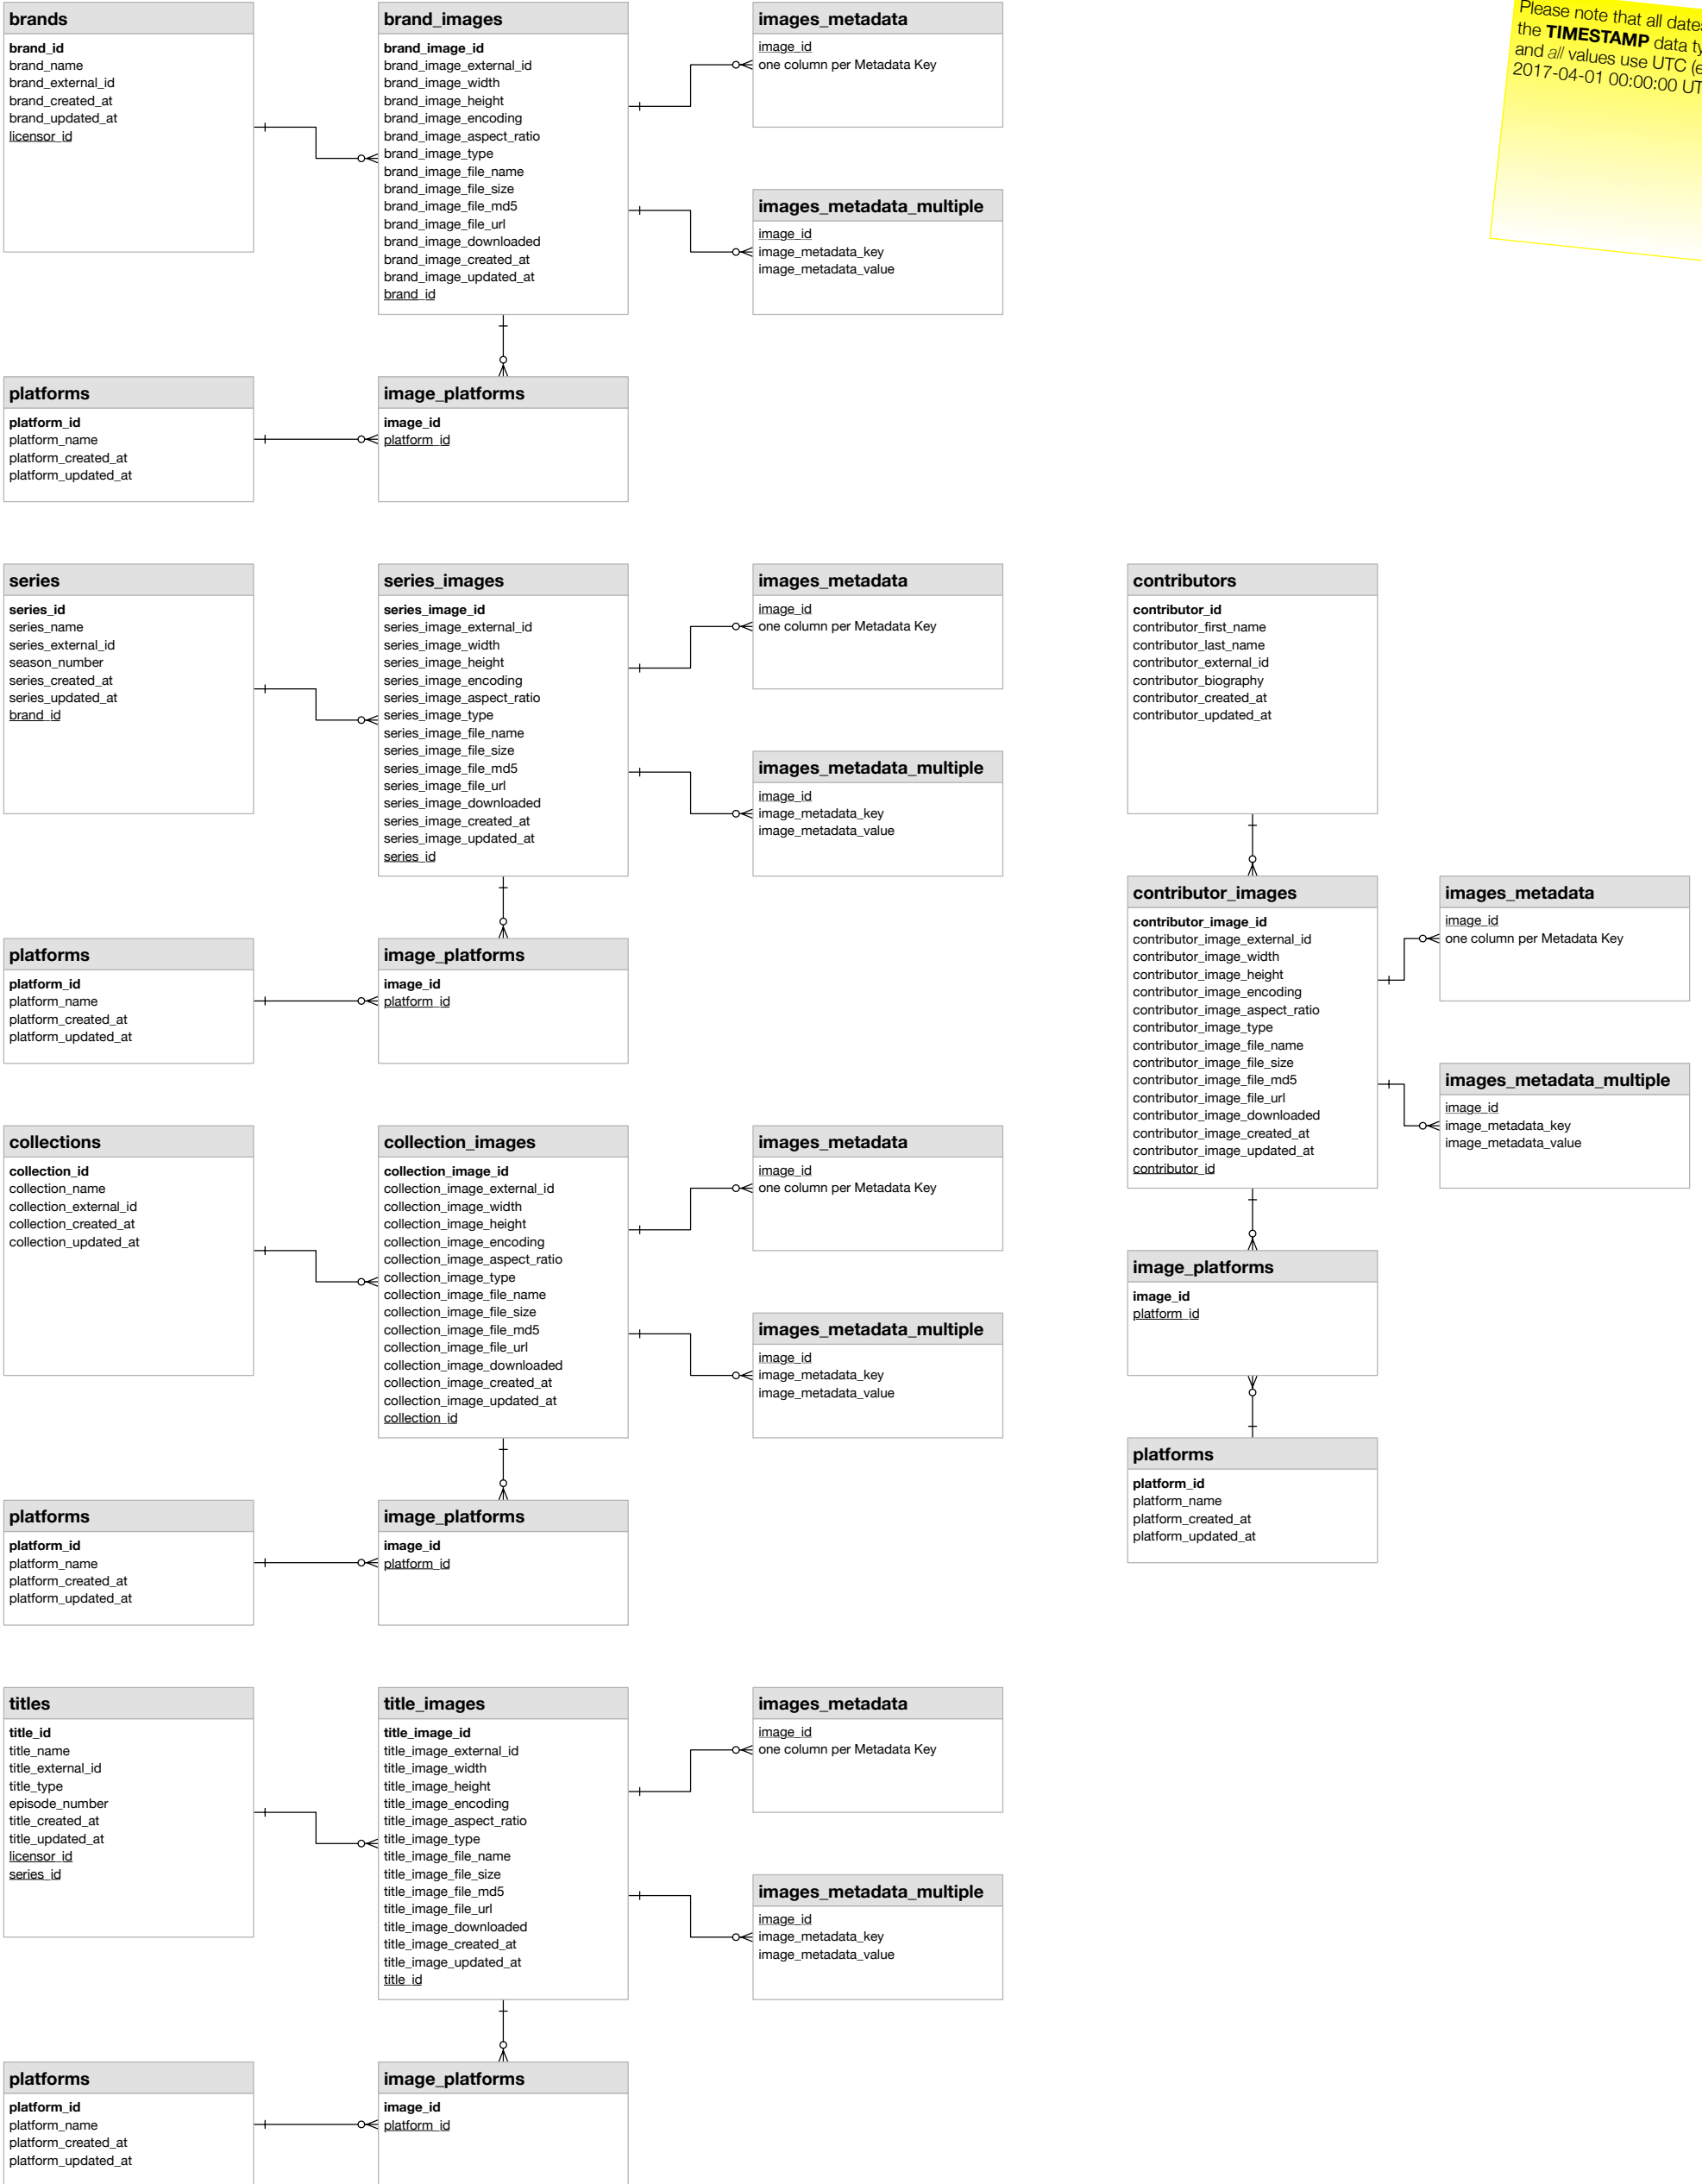 brands
brand_id
brand_name
brand_external_id
brand_created_at
brand_updated_at
licensor_id
brand_images
brand_image_id
brand_image_external_id
brand_image_width
brand_image_height
brand_image_encoding
brand_image_aspect_ratio
brand_image_type
brand_image_file_name
brand_image_file_size
brand_image_file_md5
brand_image_file_url
brand_image_downloaded
brand_image_created_at
brand_image_updated_at
brand_id
images_metadata
image_id
one column per Metadata Key
images_metadata_multiple
image_id
image_metadata_key
image_metadata_value
Please note that all dates
the TIMESTAMP data
and all values use UTC
2017-04-01 00:00:00
platforms
platform_id
platform_name
platform_created_at
platform_updated_at
image_platforms
image_id
platform_id
series
series_id
series_name
series_external_id
season_number
series_created_at
series_updated_at
brand_id
series_images
series_image_id
series_image_external_id
series_image_width
series_image_height
series_image_encoding
series_image_aspect_ratio
series_image_type
series_image_file_name
series_image_file_size
series_image_file_md5
series_image_file_url
series_image_downloaded
series_image_created_at
series_image_updated_at
series_id
images_metadata
image_id
one column per Metadata Key
images_metadata_multiple
image_id
image_metadata_key
image_metadata_value
platforms
platform_id
platform_name
platform_created_at
platform_updated_at
image_platforms
image_id
platform_id
contributors
contributor_id
contributor_first_name
contributor_last_name
contributor_external_id
contributor_biography
contributor_created_at
contributor_updated_at
contributor_images
contributor_image_id
contributor_image_external_id
contributor_image_width
contributor_image_height
contributor_image_encoding
contributor_image_aspect_ratio
contributor_image_type
contributor_image_file_name
contributor_image_file_size
contributor_image_file_md5
contributor_image_file_url
contributor_image_downloaded
contributor_image_created_at
contributor_image_updated_at
contributor_id
images_metadata
image_id
one column per Metadata Key
images_metadata_multiple
image_id
image_metadata_key
image_metadata_value
image_platforms
image_id
platform_id
platforms
platform_id
platform_name
platform_created_at
platform_updated_at
collections
collection_id
collection_name
collection_external_id
collection_created_at
collection_updated_at
collection_images
collection_image_id
collection_image_external_id
collection_image_width
collection_image_height
collection_image_encoding
collection_image_aspect_ratio
collection_image_type
collection_image_file_name
collection_image_file_size
collection_image_file_md5
collection_image_file_url
collection_image_downloaded
collection_image_created_at
collection_image_updated_at
collection_id
images_metadata
image_id
one column per Metadata Key
images_metadata_multiple
image_id
image_metadata_key
image_metadata_value
platforms
platform_id
platform_name
platform_created_at
platform_updated_at
image_platforms
image_id
platform_id
titles
title_id
title_name
title_external_id
title_type
episode_number
title_created_at
title_updated_at
licensor_id
series_id
title_images
title_image_id
title_image_external_id
title_image_width
title_image_height
title_image_encoding
title_image_aspect_ratio
title_image_type
title_image_file_name
title_image_file_size
title_image_file_md5
title_image_file_url
title_image_downloaded
title_image_created_at
title_image_updated_at
title_id
images_metadata
image_id
one column per Metadata Key
images_metadata_multiple
image_id
image_metadata_key
image_metadata_value
platforms
platform_id
platform_name
platform_created_at
platform_updated_at
image_platforms
image_id
platform_id